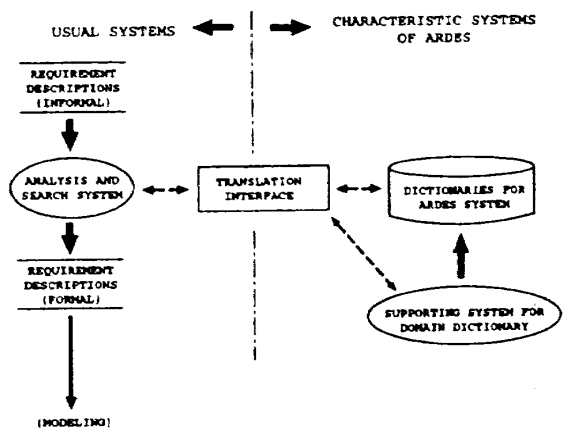 USUAL SYSTEMS
CHARACTERISTIC SYSTEMS
OF ARDES
REQUIREMENT
DESCRIPTIONS
(INFORMAL)
ANALYSIS AND
SEARCH SYSTEM
TRANSLATION
INTERFACE
DICTIONARIES FOR
ARDES SYSTEM
REQUIREMENT
DESCRIPTIONS
(FORMAL)
SUPPORTING SYSTEM FOR
DOMAIN DICTIONARY
(MODELING)